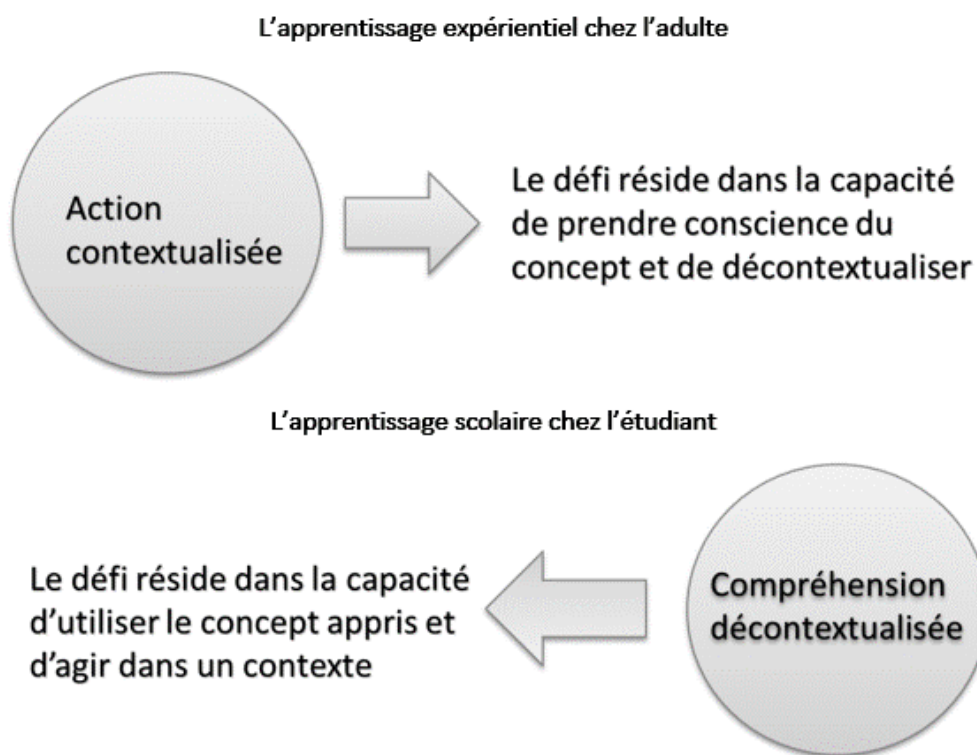 L'apprentissage expérientiel chez l'adulte
Action
contextualisée
Le défi réside dans la capacité
de prendre conscience du
concept et de décontextualiser
L'apprentissage scolaire chez l'étudiant
Le défi réside dans la capacité
d'utiliser le concept appris et
d'agir dans un contexte
Compréhension
décontextualisée